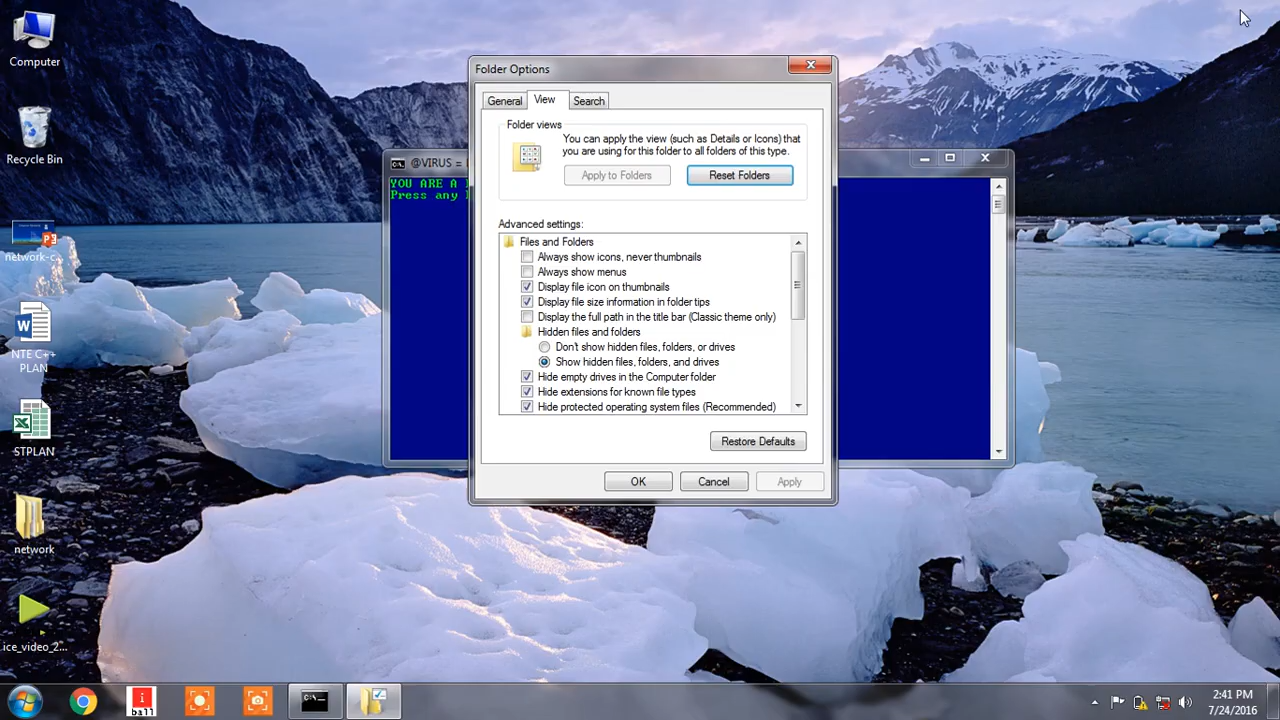 Computer
Recycle Bin
network-c...
NTE C++
PLAN
STPLAN
network
ice_video_2...
@VIRUS =
YOU ARE A
Press any
Folder Options
General
View
Search
Folder views
You can apply the view (such as Details or Icons) that
you are using for this folder to all folders of this type.
Apply to Folders
Reset Folders
Advanced settings:
Files and Folders
Always show icons, never thumbnails
Always show menus
Display file icon on thumbnails
Display file size information in folder tips
Display the full path in the title bar (Classic theme only)
Hidden files and folders
Don't show hidden files, folders, or drives
Show hidden files, folders, and drives
Hide empty drives in the Computer folder
Hide extensions for known file types
Hide protected operating system files (Recommended)
Restore Defaults
OK
Cancel
Apply
i
ball
2:41 PM
7/24/2016